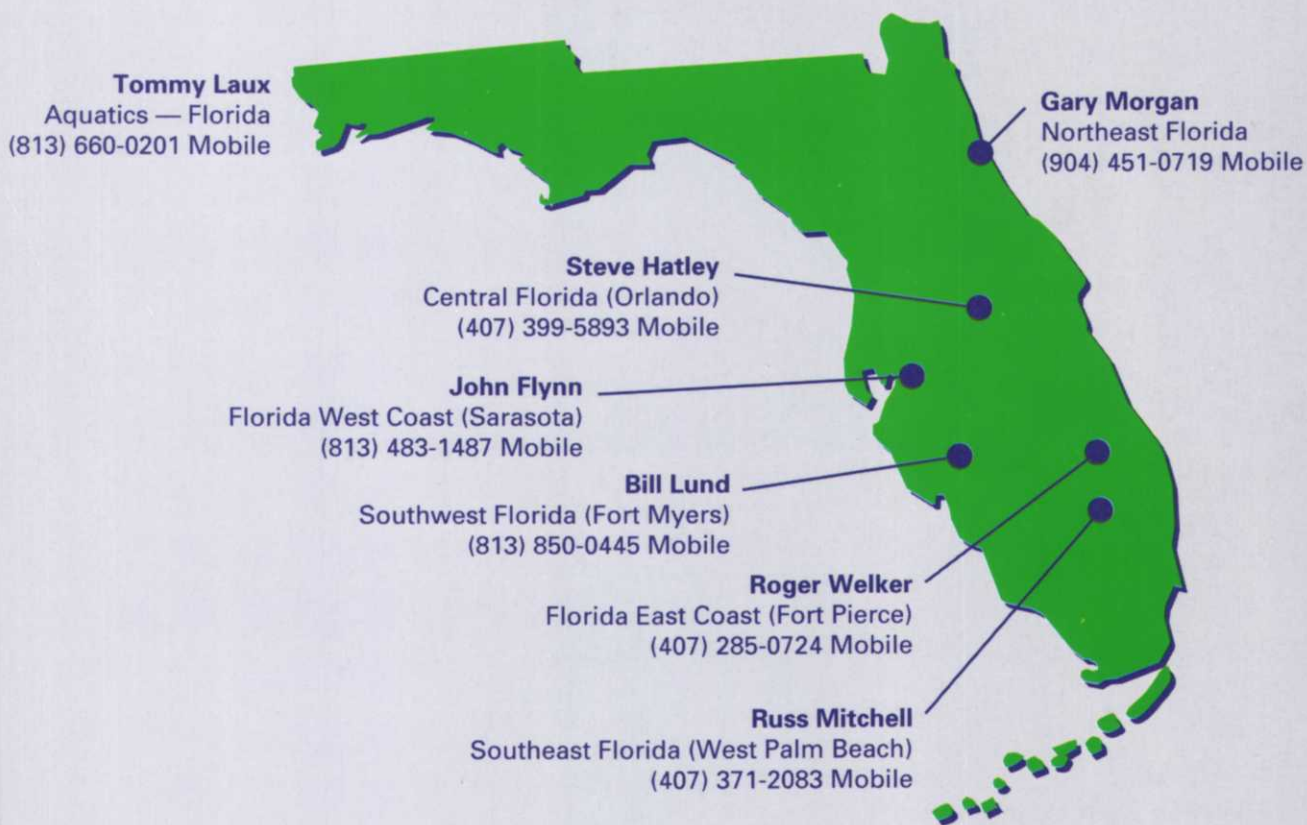 Tommy Laux
Aquatics — Florida
(813) 660-0201 Mobile
Gary Morgan
Northeast Florida
(904) 451-0719 Mobile
Steve Hatley
Central Florida (Orlando)
(407) 399-5893 Mobile
John Flynn
Florida West Coast (Sarasota)
(813) 483-1487 Mobile
Bill Lund
Southwest Florida (Fort Myers)
(813) 850-0445 Mobile
Roger Welker
Florida East Coast (Fort Pierce)
(407) 285-0724 Mobile
Russ Mitchell
Southeast Florida (West Palm Beach)
(407) 371-2083 Mobile